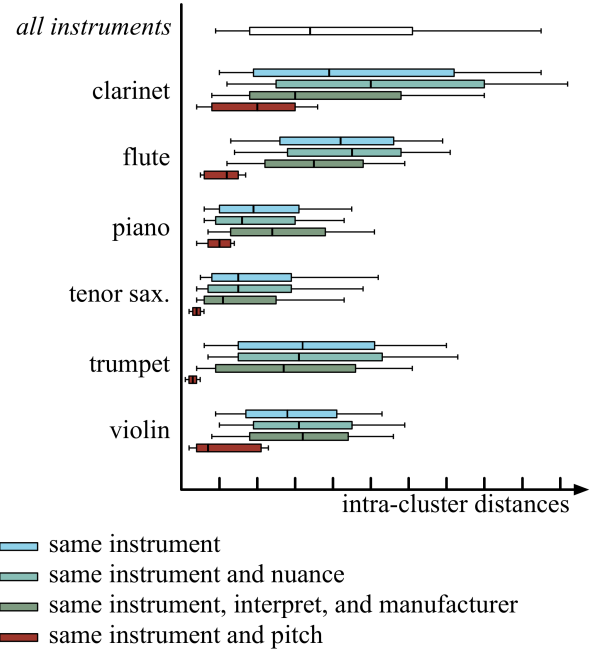 all instruments
clarinet
flute
piano
tenor sax.
trumpet
violin
intra-cluster distances
same instrument
same instrument and nuance
same instrument, interpret, and manufacturer
same instrument and pitch